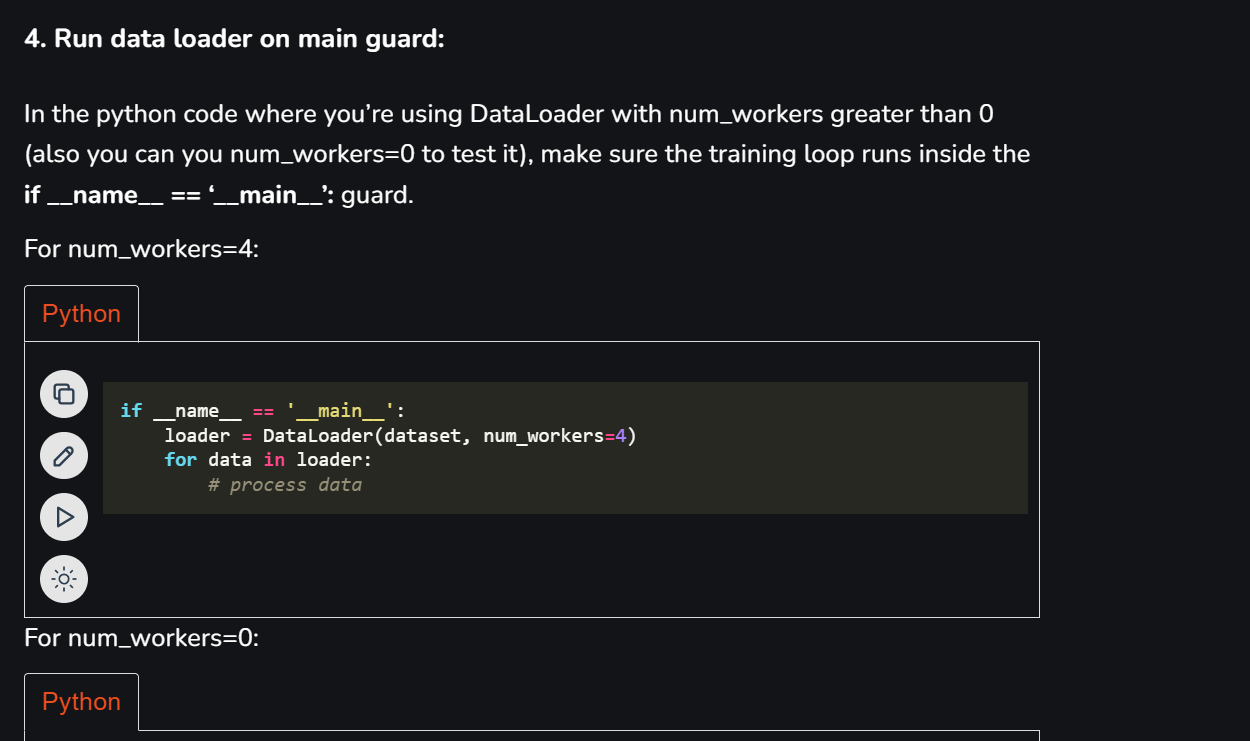 4. Run data loader on main guard:
In the python code where you’re using DataLoader with num_workers greater than 0
(also you can you num_workers=0 to test it), make sure the training loop runs inside the
if __name__ == ‘__main__’: guard.
For num_workers=4:
Python
if __name__ == '__main__':
    loader = DataLoader(dataset, num_workers=4)
    for data in loader:
        # process data
For num_workers=0:
Python